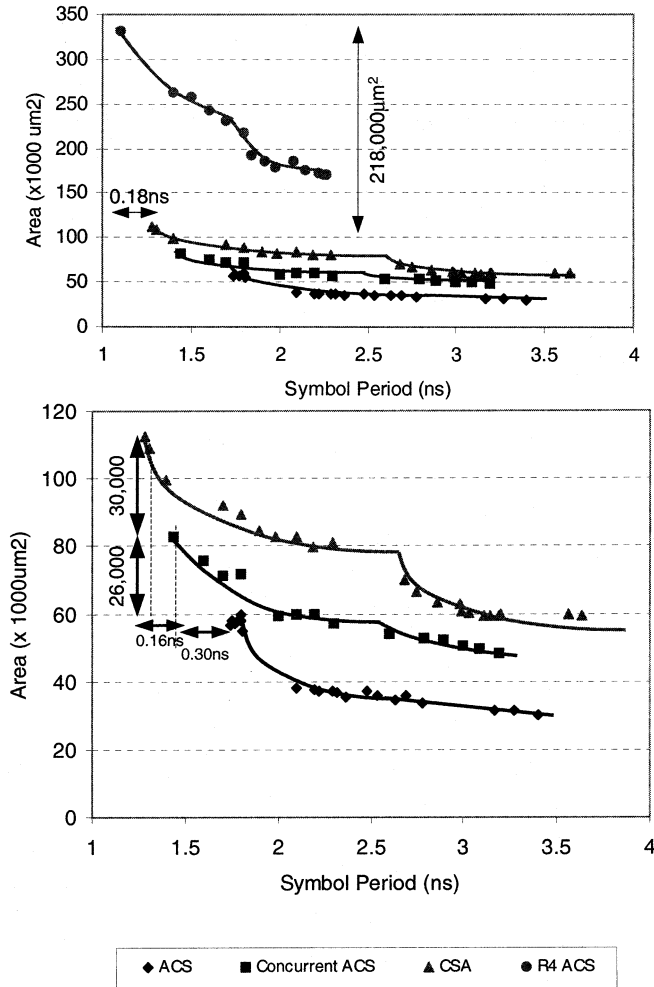 350
300
250
200
150
100
50
0
Area (x1000 um2)
0.18ns
218,000µm²
1 1.5 2 2.5 3 3.5 4
Symbol Period (ns)
120
100
80
60
40
20
0
Area (x 1000um2)
30,000
26,000
0.16ns
0.30ns
1 1.5 2 2.5 3 3.5 4
Symbol Period (ns)
ACS Concurrent ACS CSA R4 ACS